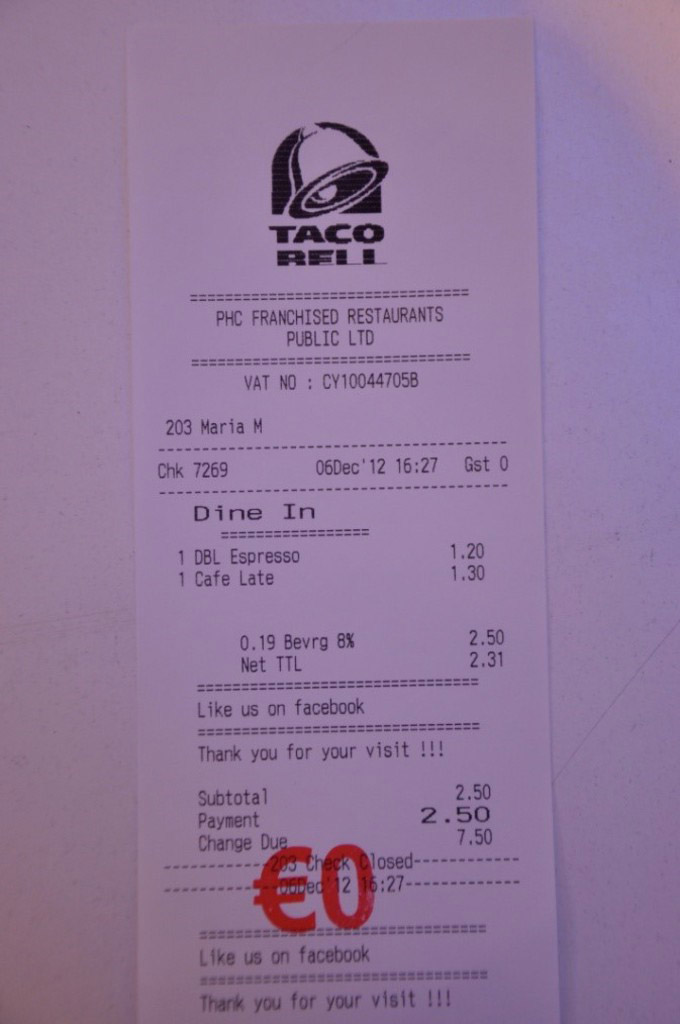 TACO
BELL
================================
PHC FRANCHISED RESTAURANTS
PUBLIC LTD
================================
VAT NO : CY10044705B
203 Maria M
----------------------------------------
Chk 7269 06Dec'12 16:27 Gst 0
----------------------------------------
Dine In
=================
1 DBL Espresso 1.20
1 Cafe Late 1.30
0.19 Bevrg 8% 2.50
Net TTL 2.31
================================
Like us on facebook
================================
Thank you for your visit !!!
Subtotal 2.50
Payment 2.50
Change Due 7.50
------------203 Check Closed------------
-------------06Dec'12 16:27-------------
€0
================================
Like us on facebook
================================
Thank you for your visit !!!